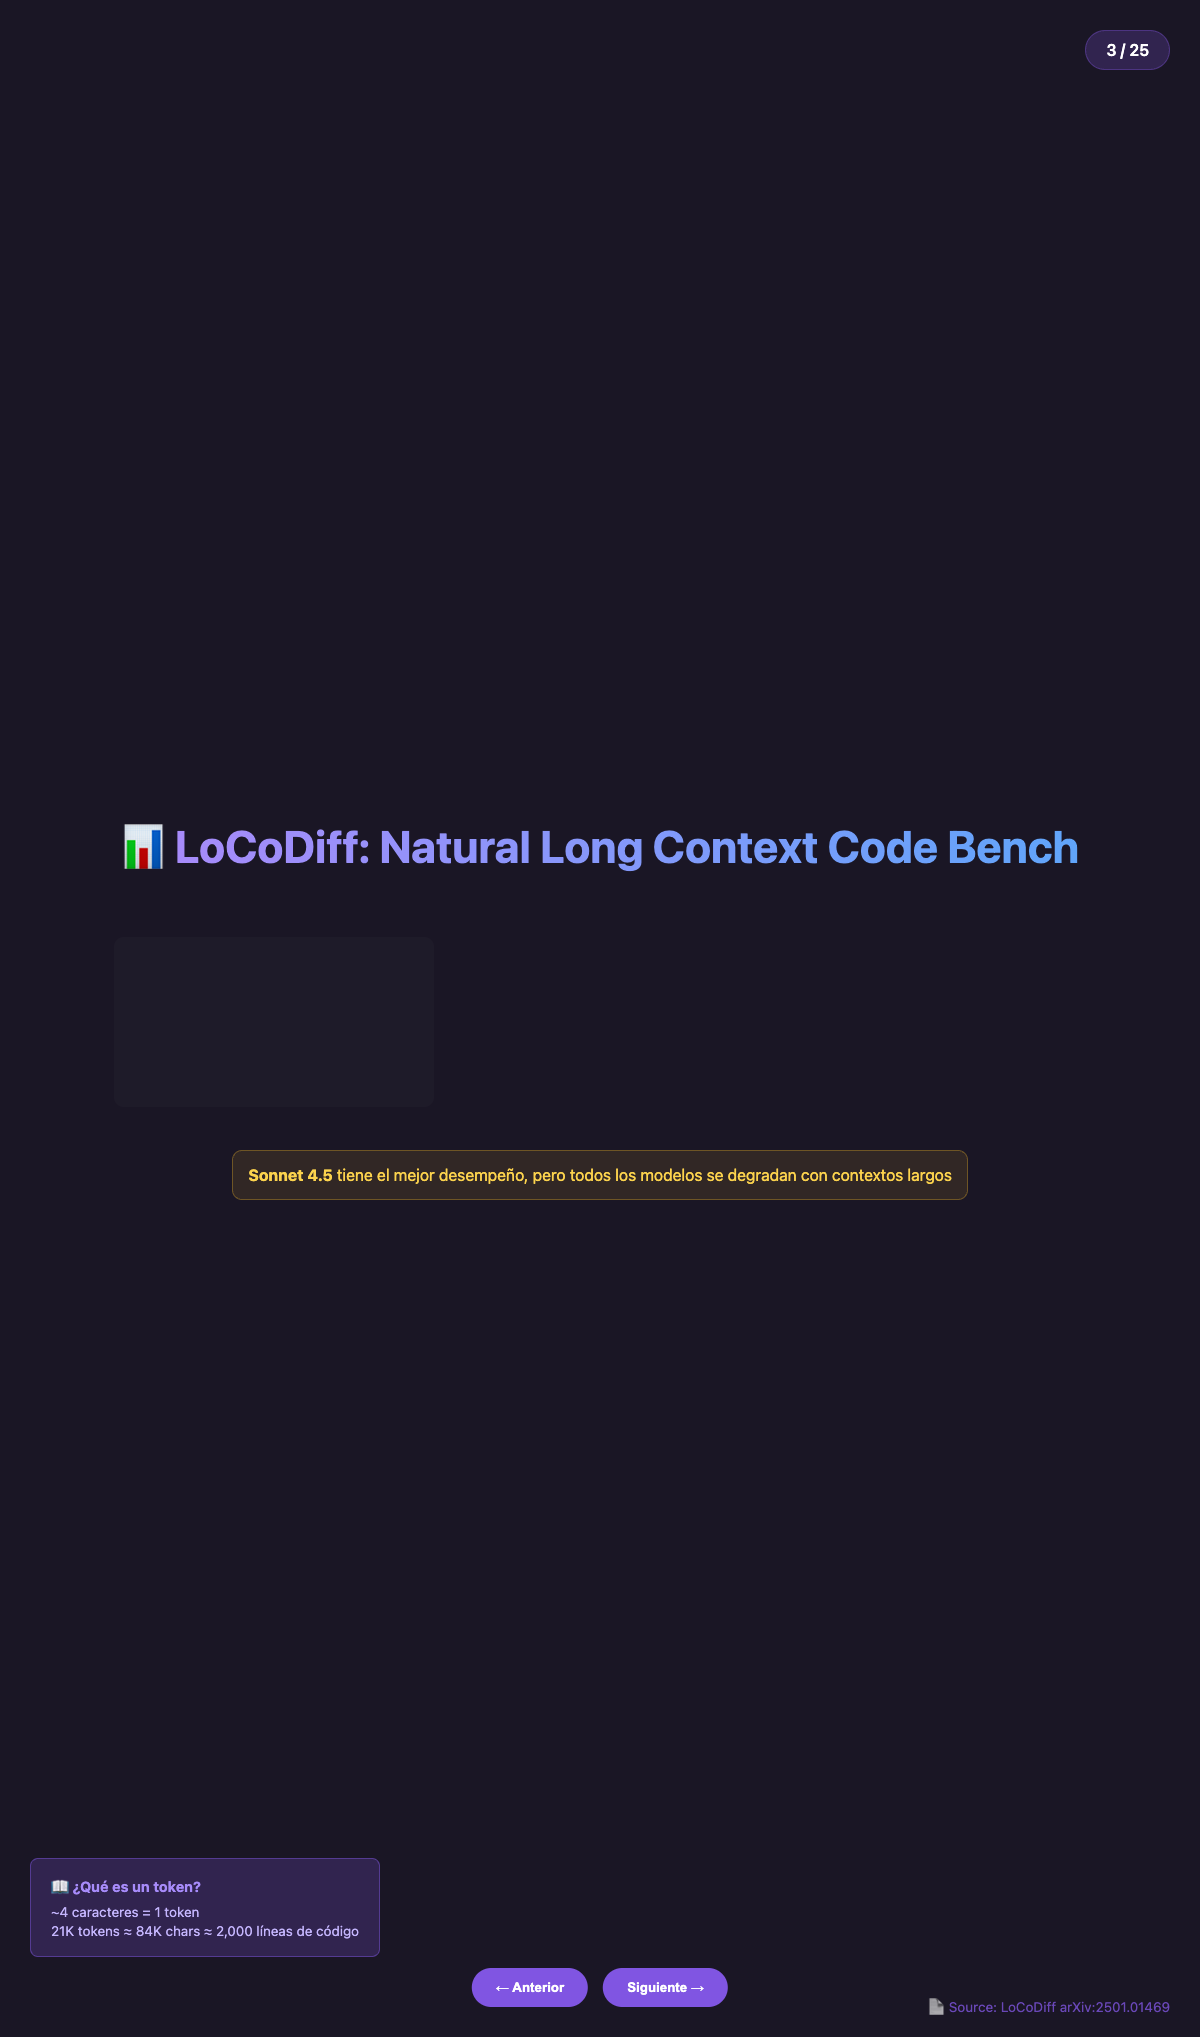 3 / 25
📊 LoCoDiff: Natural Long Context Code Bench
Sonnet 4.5 tiene el mejor desempeño, pero todos los modelos se degradan con contextos largos
📖 ¿Qué es un token?
~4 caracteres = 1 token
21K tokens ≈ 84K chars ≈ 2,000 líneas de código
← Anterior
Siguiente →
📄 Source: LoCoDiff arXiv:2501.01469